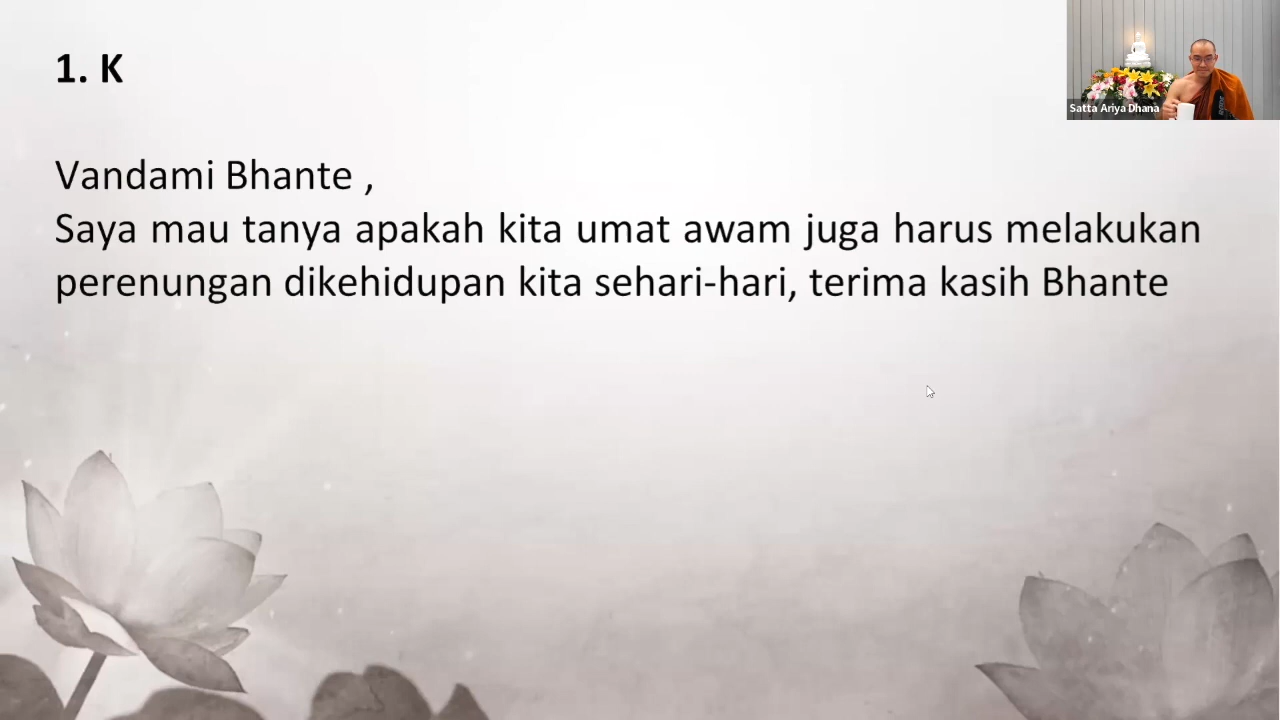 1. K
Satta Ariya Dhana
Vandami Bhante ,
Saya mau tanya apakah kita umat awam juga harus melakukan
perenungan dikehidupan kita sehari-hari, terima kasih Bhante